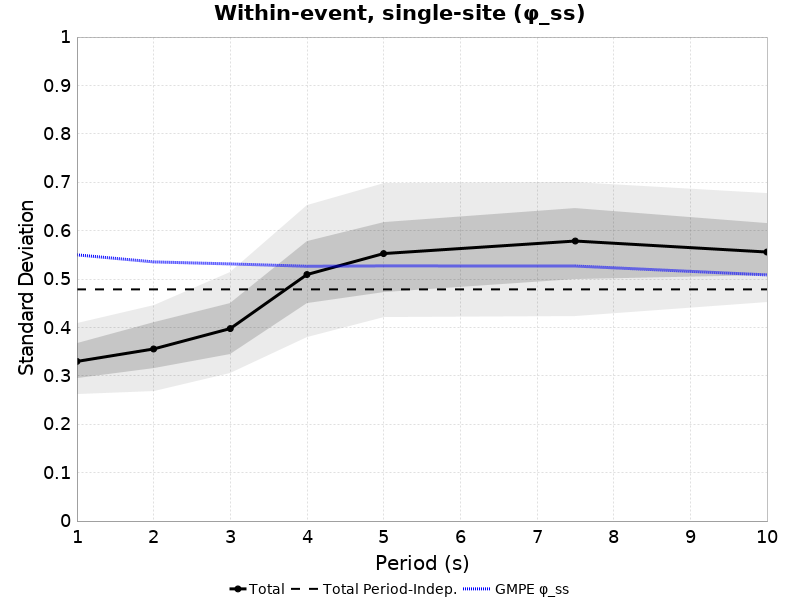 Within-event, single-site (φ_ss)
Standard Deviation
1
0.9
0.8
0.7
0.6
0.5
0.4
0.3
0.2
0.1
0
1 2 3 4 5 6 7 8 9 10
Period (s)
Total Total Period-Indep. GMPE φ_ss